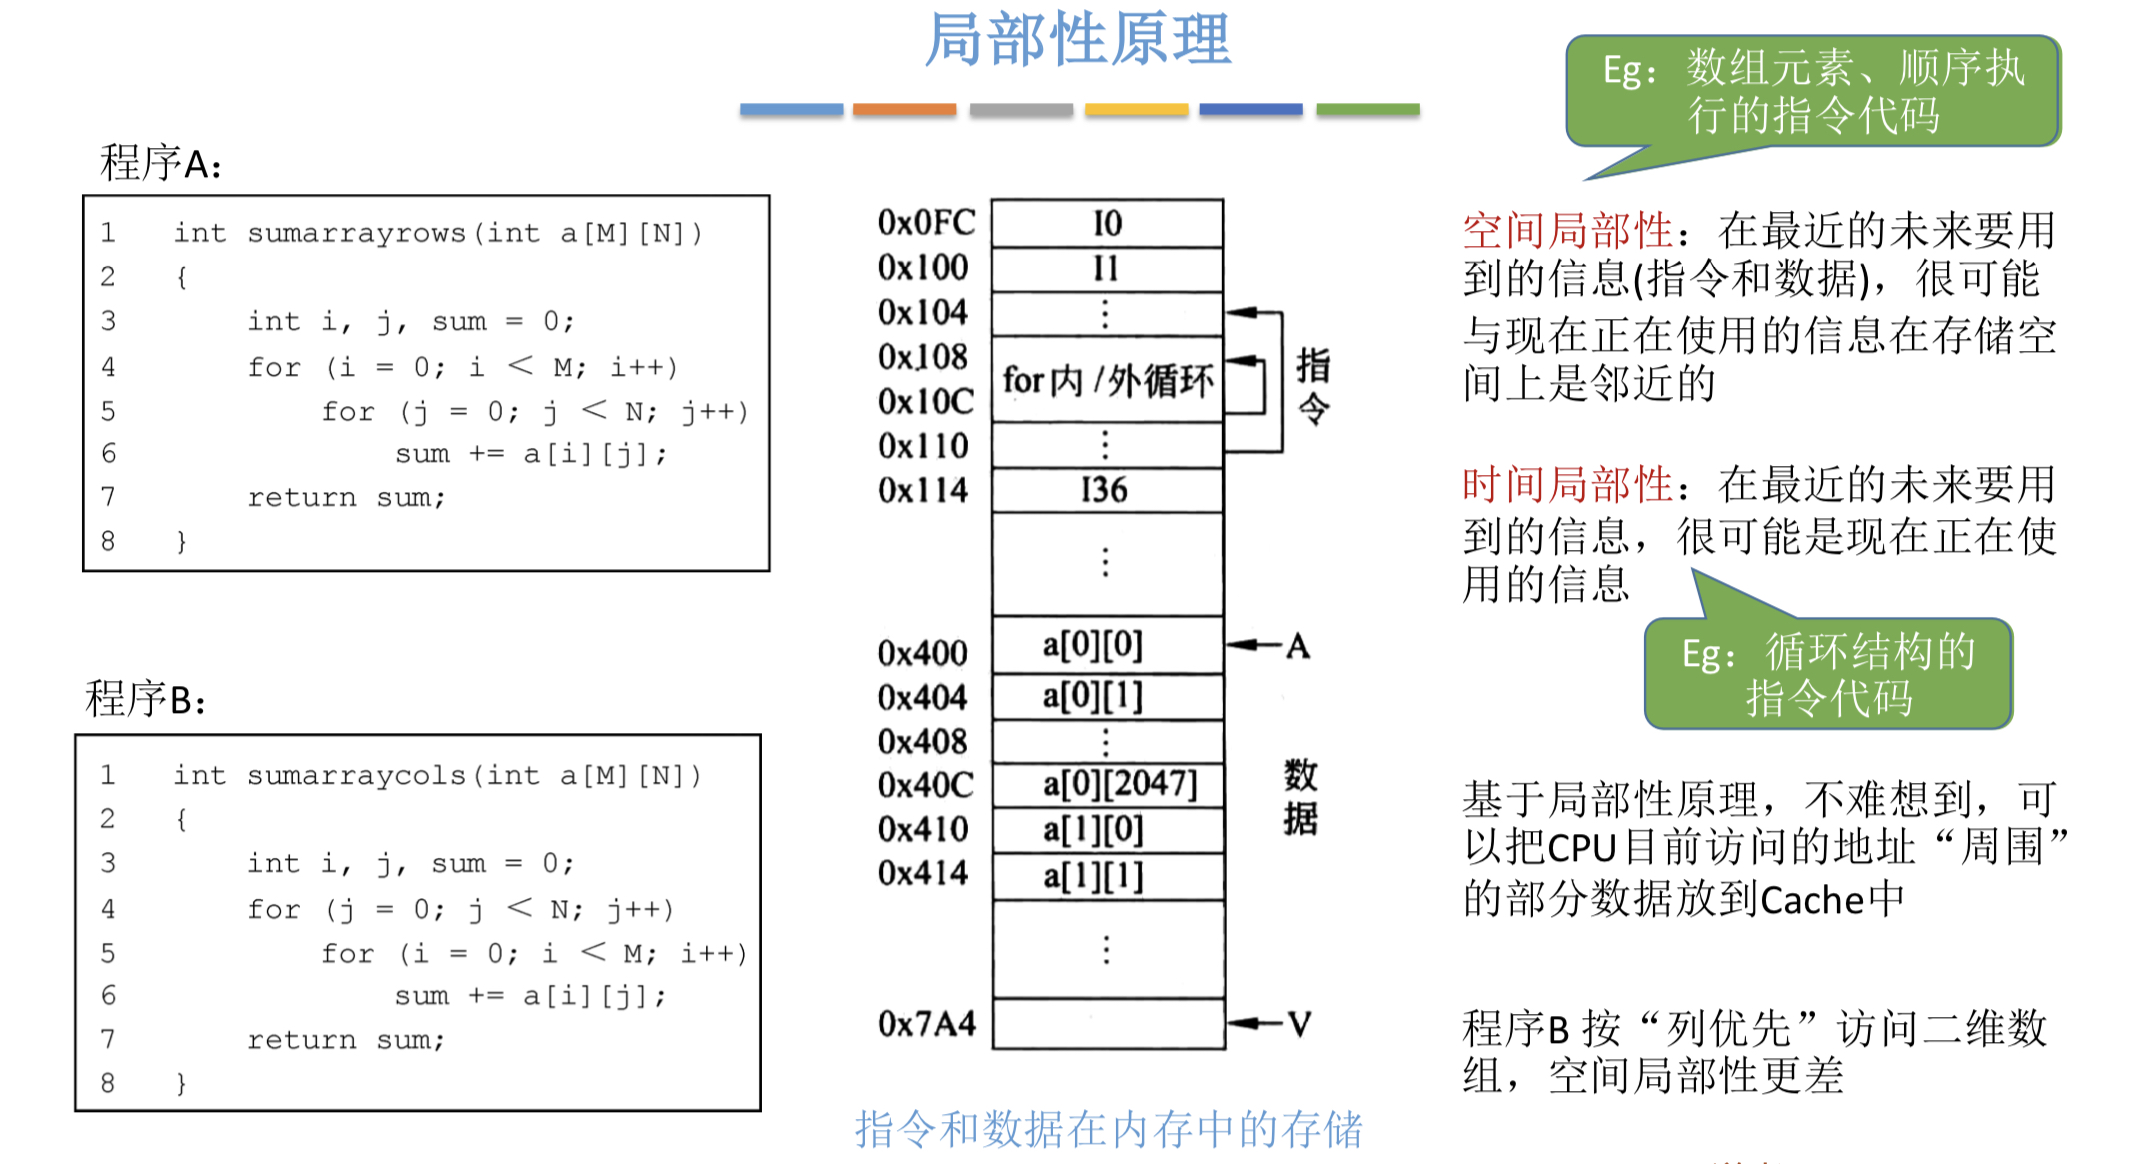 局部性原理
Eg：数组元素、顺序执
行的指令代码
程序A：
1 int sumarrayrows(int a[M][N])
2 {
3 int i, j, sum = 0;
4 for (i = 0; i < M; i++)
5 for (j = 0; j < N; j++)
6 sum += a[i][j];
7 return sum;
8 }
程序B：
1 int sumarraycols(int a[M][N])
2 {
3 int i, j, sum = 0;
4 for (j = 0; j < N; j++)
5 for (i = 0; i < M; i++)
6 sum += a[i][j];
7 return sum;
8 }
0x0FC I0
0x100 I1
0x104 ⋮
0x108
for内/外循环
0x10C
0x110 ⋮
0x114 I36
⋮
指
令
0x400 a[0][0] A
0x404 a[0][1]
0x408 ⋮
0x40C a[0][2047]
0x410 a[1][0]
0x414 a[1][1]
⋮
数
据
0x7A4 V
指令和数据在内存中的存储
空间局部性：在最近的未来要用
到的信息(指令和数据)，很可能
与现在正在使用的信息在存储空
间上是邻近的
时间局部性：在最近的未来要用
到的信息，很可能是现在正在使
用的信息
Eg：循环结构的
指令代码
基于局部性原理，不难想到，可
以把CPU目前访问的地址“周围”
的部分数据放到Cache中
程序B 按“列优先”访问二维数
组，空间局部性更差